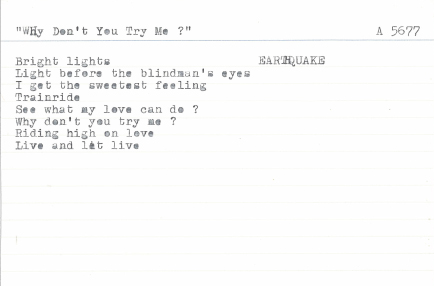 "WHy Don't You Try Me ?" A 5677
Bright lights EARTHQUAKE
Light before the blindman's eyes
I get the sweetest feeling
Trainride
See what my love can do ?
Why don't you try me ?
Riding high on love
Live and let live